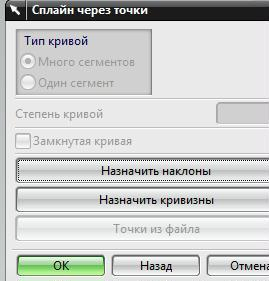 Сплайн через точки
Тип кривой
Много сегментов
Один сегмент
Степень кривой
Замкнутая кривая
Назначить наклоны
Назначить кривизны
Точки из файла
OK Назад Отмена